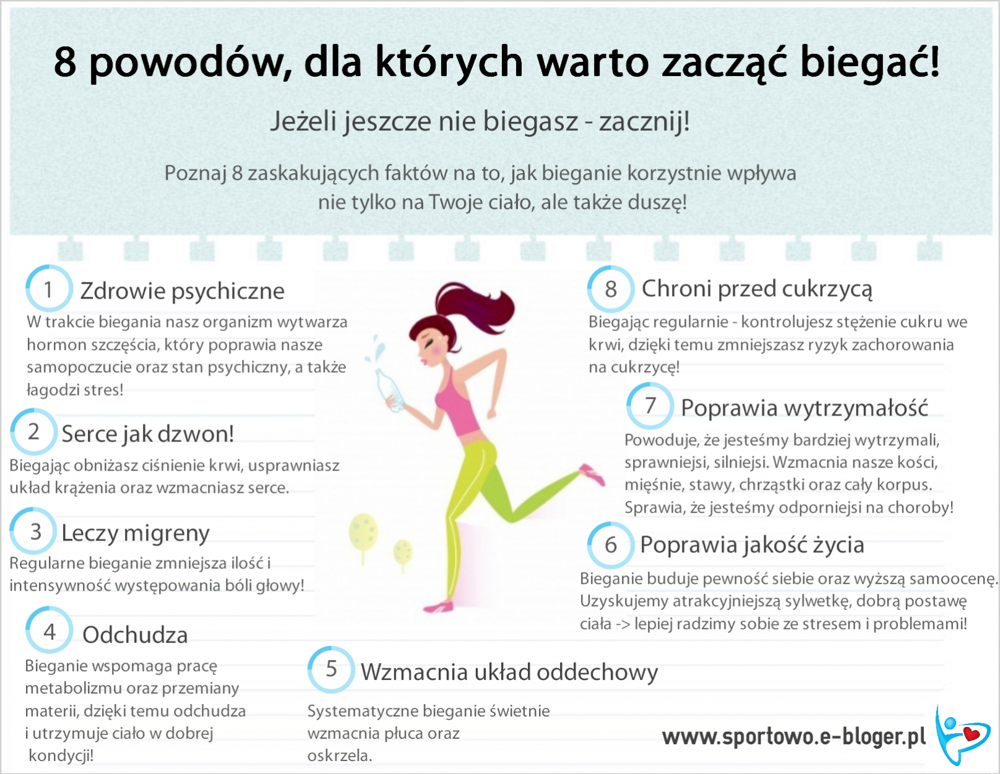 8 powodów, dla których warto zacząć biegać!
Jeżeli jeszcze nie biegasz - zacznij!
Poznaj 8 zaskakujących faktów na to, jak bieganie korzystnie wpływa
nie tylko na Twoje ciało, ale także duszę!
1 Zdrowie psychiczne
W trakcie biegania nasz organizm wytwarza
hormon szczęścia, który poprawia nasze
samopoczucie oraz stan psychiczny, a także
łagodzi stres!
2 Serce jak dzwon!
Biegając obniżasz ciśnienie krwi, usprawniasz
układ krążenia oraz wzmacniasz serce.
3 Leczy migreny
Regularne bieganie zmniejsza ilość i
intensywność występowania bóli głowy!
4 Odchudza
Bieganie wspomaga pracę
metabolizmu oraz przemiany
materii, dzięki temu odchudza
i utrzymuje ciało w dobrej
kondycji!
5 Wzmacnia układ oddechowy
Systematyczne bieganie świetnie
wzmacnia płuca oraz
oskrzela.
8 Chroni przed cukrzycą
Biegając regularnie - kontrolujesz stężenie cukru we
krwi, dzięki temu zmniejszasz ryzyk zachorowania
na cukrzycę!
7 Poprawia wytrzymałość
Powoduje, że jesteśmy bardziej wytrzymali,
sprawniejsi, silniejsi. Wzmacnia nasze kości,
mięśnie, stawy, chrząstki oraz cały korpus.
Sprawia, że jesteśmy odporniejsi na choroby!
6 Poprawia jakość życia
Bieganie buduje pewność siebie oraz wyższą samoocenę.
Uzyskujemy atrakcyjniejszą sylwetkę, dobrą postawę
ciała -> lepiej radzimy sobie ze stresem i problemami!
www.sportowo.e-bloger.pl